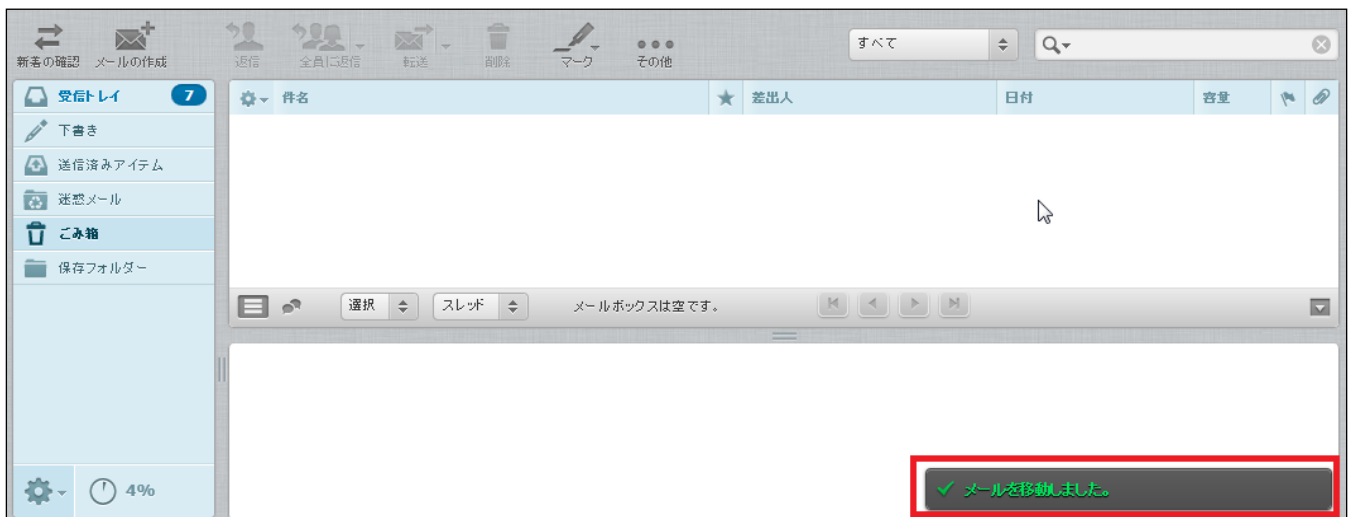 新着の確認 メールの作成 返信 全員に返信 転送 削除 マーク その他 すべて
受信トレイ 7
下書き
送信済みアイテム
迷惑メール
ごみ箱
保存フォルダー
4%
件名 差出人 日付 容量
選択 スレッド メールボックスは空です。
メールを移動しました。